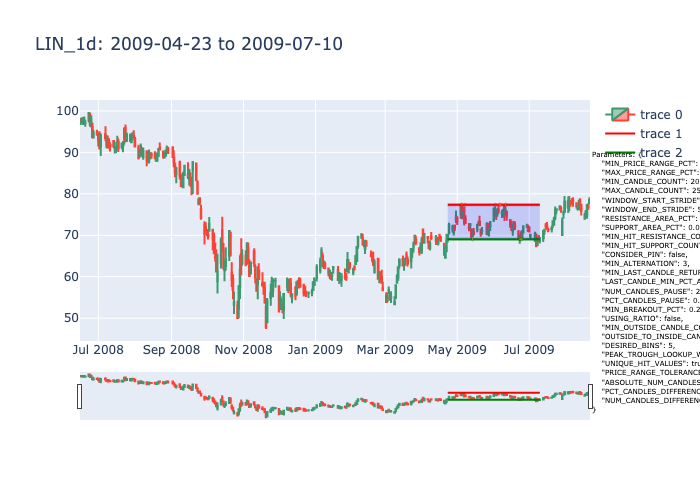 LIN_1d: 2009-04-23 to 2009-07-10
100
90
80
70
60
50
Jul 2008
Sep 2008
Nov 2008
Jan 2009
Mar 2009
May 2009
Jul 2009
trace 0
trace 1
trace 2
Parameters: {
"MIN_PRICE_RANGE_PCT":
"MAX_PRICE_RANGE_PCT":
"MIN_CANDLE_COUNT": 20
"MAX_CANDLE_COUNT": 25
"WINDOW_START_STRIDE"
"WINDOW_END_STRIDE": 5
"RESISTANCE_AREA_PCT":
"SUPPORT_AREA_PCT": 0.0
"MIN_HIT_RESISTANCE_CO
"MIN_HIT_SUPPORT_COUN
"CONSIDER_PIN": false,
"MIN_ALTERNATION": 3,
"MIN_LAST_CANDLE_RETU
"LAST_CANDLE_MIN_PCT_A
"NUM_CANDLES_PAUSE": 2
"PCT_CANDLES_PAUSE": 0.
"MIN_BREAKOUT_PCT": 0.2
"USING_RATIO": false,
"MIN_OUTSIDE_CANDLE_C
"OUTSIDE_TO_INSIDE_CAN
"DESIRED_BINS": 5,
"PEAK_TROUGH_LOOKUP_W
"UNIQUE_HIT_VALUES": tru
"PRICE_RANGE_TOLERANC
"ABSOLUTE_NUM_CANDLES
"PCT_CANDLES_DIFFERENC
"NUM_CANDLES_DIFFEREN
}